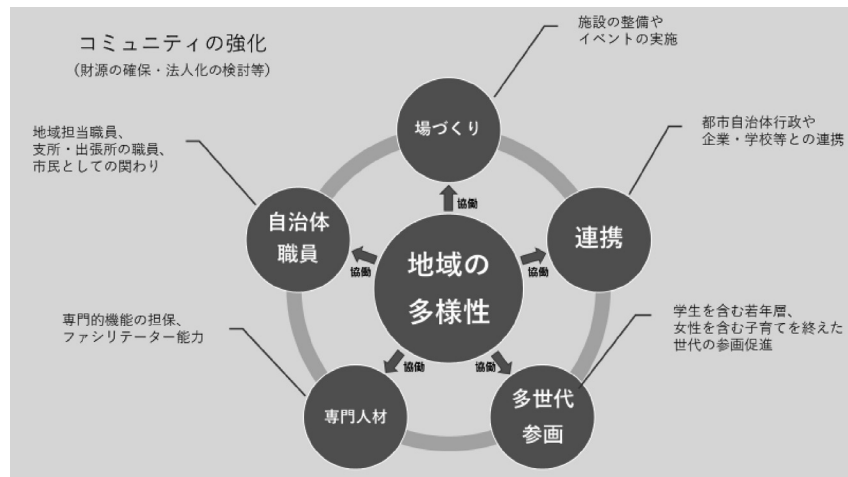 コミュニティの強化
（財源の確保・法人化の検討等）
施設の整備や
イベントの実施
場づくり
地域担当職員、
支所・出張所の職員、
市民としての関わり
都市自治体行政や
企業・学校等との連携
自治体
職員
連携
協働
協働
協働
地域の
多様性
専門的機能の担保、
ファシリテーター能力
学生を含む若年層、
女性を含む子育てを終えた
世代の参画促進
協働
協働
専門人材
多世代
参画